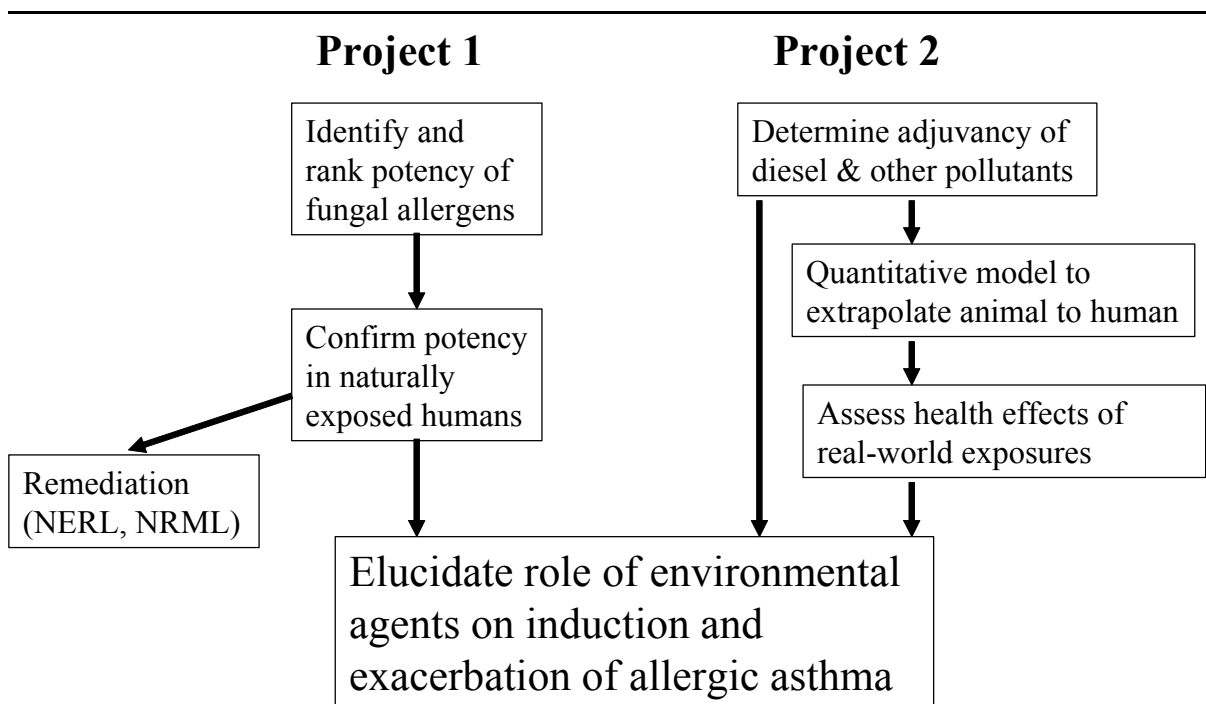 Project 1
Identify and
rank potency of
fungal allergens
Confirm potency
in naturally
exposed humans
Remediation
(NERL, NRML)
Project 2
Determine adjuvancy of
diesel & other pollutants
Quantitative model to
extrapolate animal to human
Assess health effects of
real-world exposures
Elucidate role of environmental
agents on induction and
exacerbation of allergic asthma